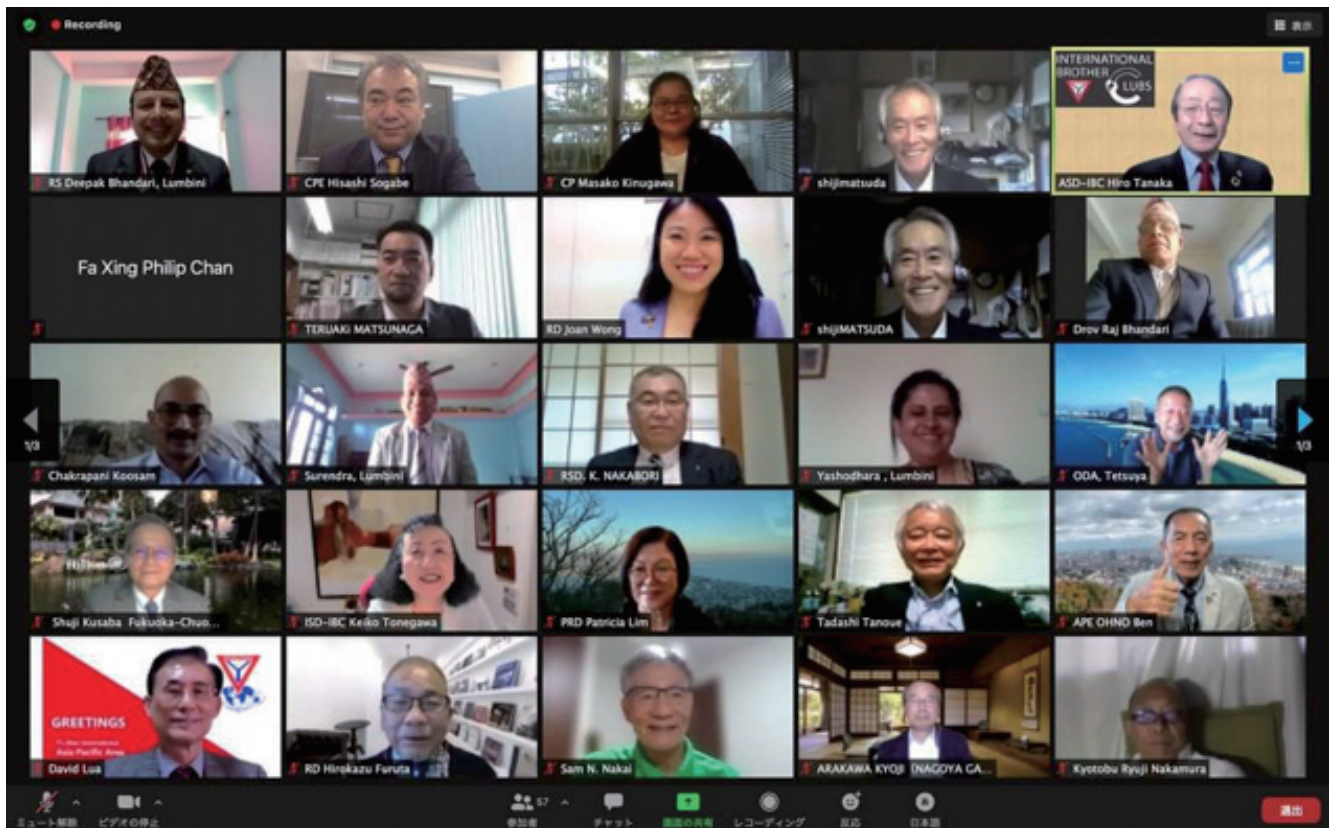 Recording
表示
RS Deepak Bhandari, Lumbini
CPE Hisashi Sogabe
CP Masako Kinugawa
shijimatsuda
INTERNATIONAL
BROTHER
CLUBS
ASD-IBC Hiro Tanaka
Fa Xing Philip Chan
TERUAKI MATSUNAGA
RD Joan Wong
shijiMATSUDA
Drov Raj Bhandari
1/3
Chakrapani Koosam
Surendra, Lumbini
RSD. K. NAKABORI
Yashodhara , Lumbini
ODA, Tetsuya
1/3
Shuji Kusaba Fukuoka-Chuo...
ISD-IBC Keiko Tonegawa
PRD Patricia Lim
Tadashi Tanoue
APE OHNO Ben
GREETINGS
Y's Men International
Asia Pacific Area
David Lua
RD Hirokazu Furuta
Sam N. Nakai
ARAKAWA KYOJI (NAGOYA GA...
Kyotobu Ryuji Nakamura
ミュート解除
ビデオの停止
57
参加者
チャット
画面の共有
レコーディング
反応
日本語
退出